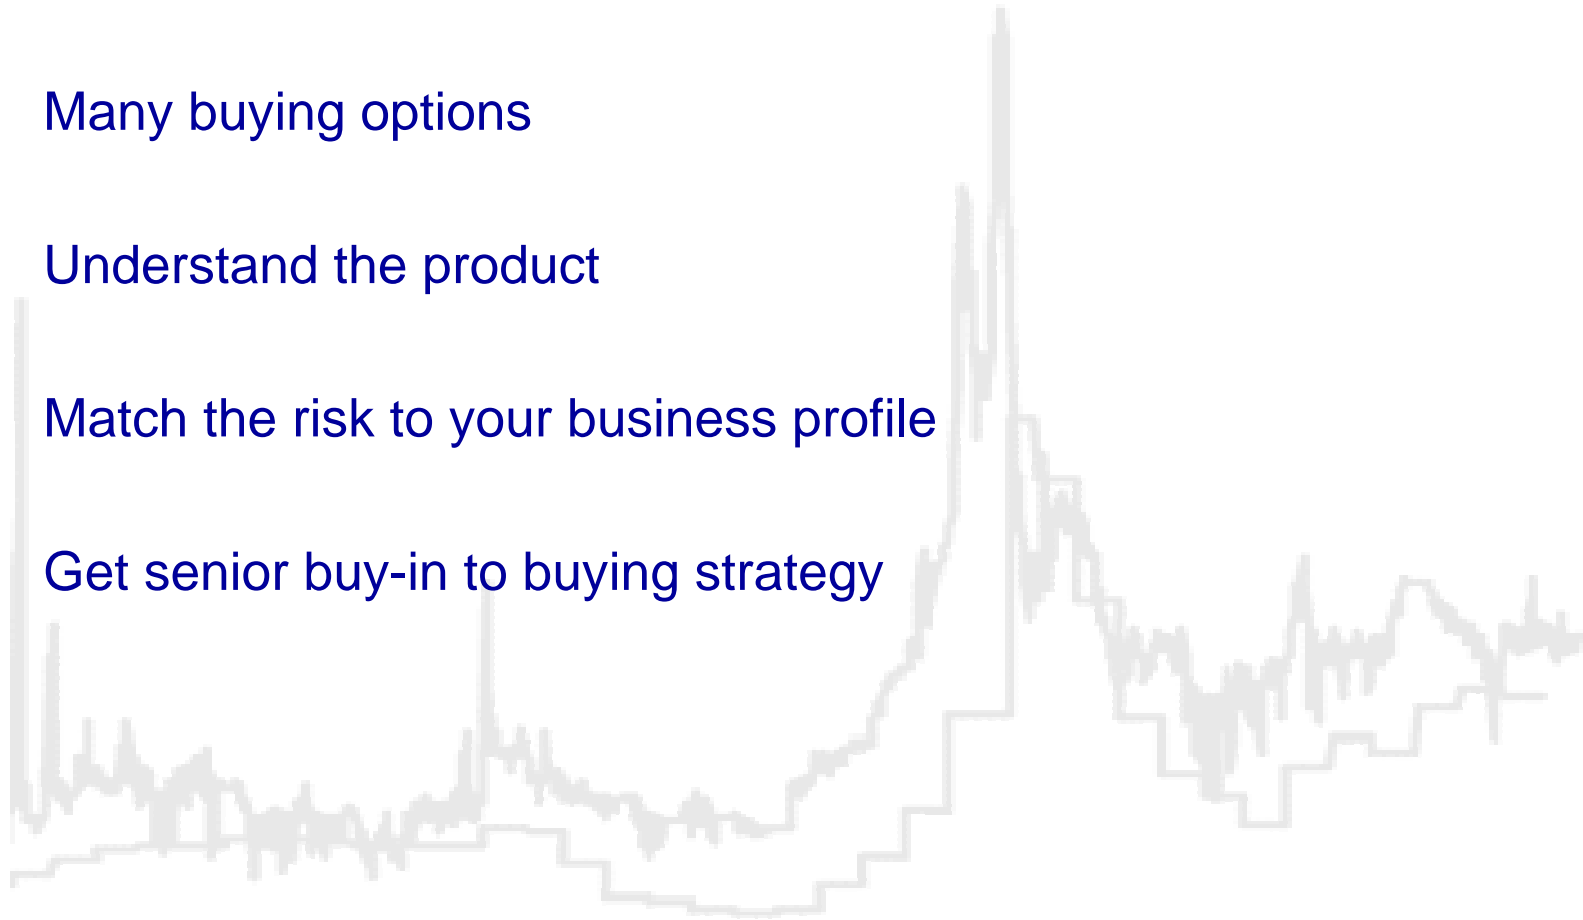 Many buying options
Understand the product
Match the risk to your business profile
Get senior buy-in to buying strategy